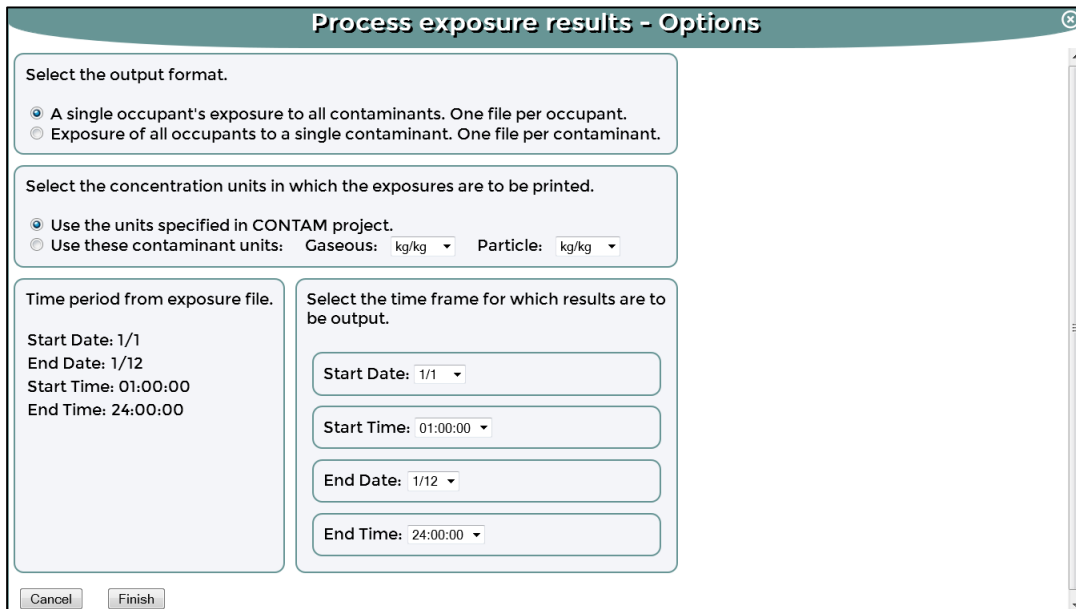 Process exposure results - Options
Select the output format.
A single occupant's exposure to all contaminants. One file per occupant.
Exposure of all occupants to a single contaminant. One file per contaminant.
Select the concentration units in which the exposures are to be printed.
Use the units specified in CONTAM project.
Use these contaminant units: Gaseous: kg/kg Particle: kg/kg
Time period from exposure file.
Start Date: 1/1
End Date: 1/12
Start Time: 01:00:00
End Time: 24:00:00
Select the time frame for which results are to
be output.
Start Date: 1/1
Start Time: 01:00:00
End Date: 1/12
End Time: 24:00:00
Cancel Finish